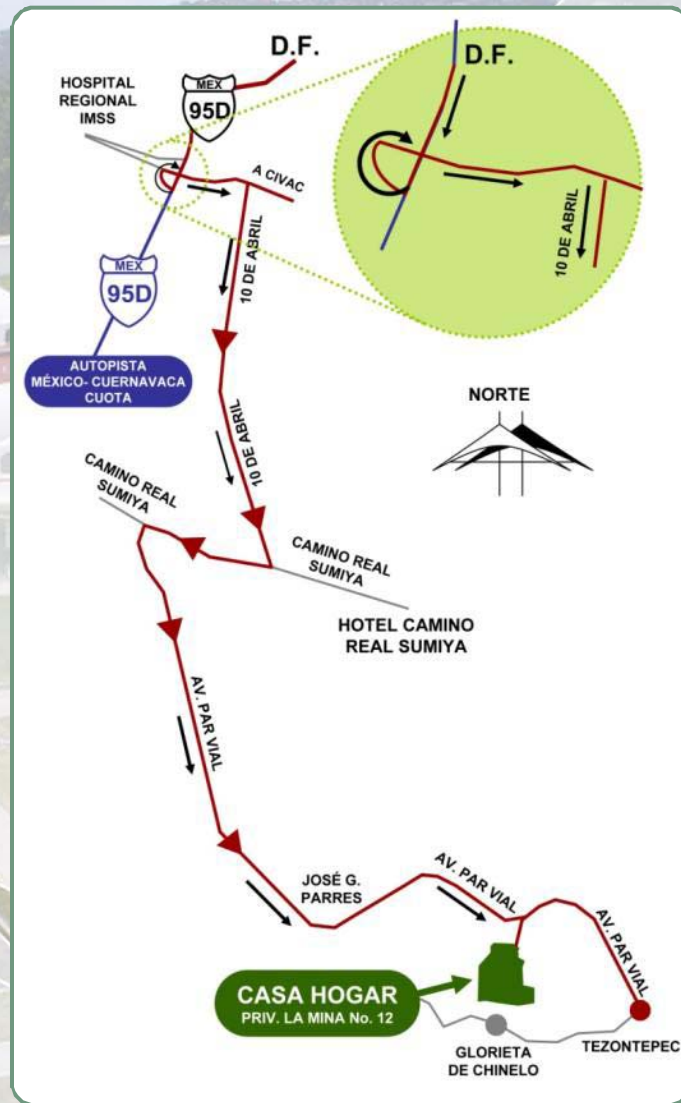 D.F.
HOSPITAL
REGIONAL
IMSS
MEX
95D
A CIVAC
10 DE ABRIL
D.F.
10 DE ABRIL
MEX
95D
AUTOPISTA
MÉXICO- CUERNAVACA
CUOTA
NORTE
10 DE ABRIL
CAMINO REAL
SUMIYA
CAMINO REAL
SUMIYA
HOTEL CAMINO
REAL SUMIYA
AV. PAR VIAL
JOSÉ G.
PARRES
AV. PAR VIAL
AV. PAR VIAL
CASA HOGAR
PRIV. LA MINA No. 12
GLORIETA
DE CHINELO
TEZONTEPEC